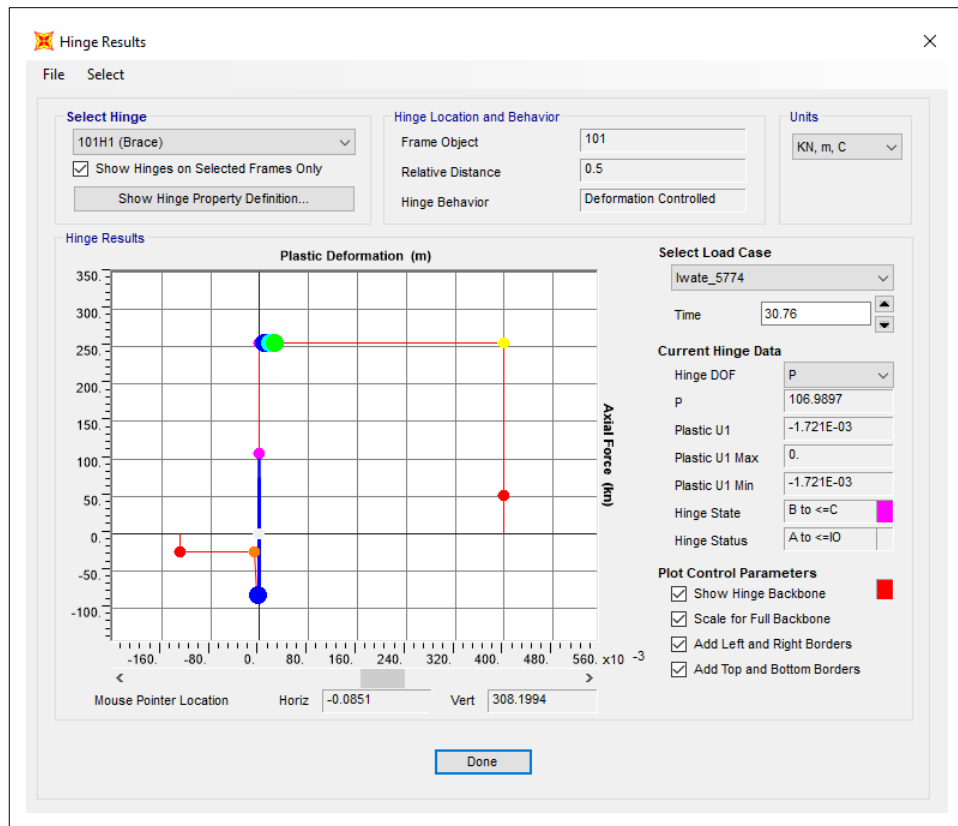 Hinge Results
File Select
Select Hinge
101H1 (Brace)
Show Hinges on Selected Frames Only
Show Hinge Property Definition...
Hinge Location and Behavior
Frame Object 101
Relative Distance 0.5
Hinge Behavior Deformation Controlled
Units
KN, m, C
Hinge Results
Plastic Deformation (m)
350.
300.
250.
200.
150.
100.
50.
0.
-50.
-100.
-160. -80. 0. 80. 160. 240. 320. 400. 480. 560. x10 -3
Axial Force (kn)
Mouse Pointer Location Horiz -0.0851 Vert 308.1994
Select Load Case
Iwate_5774
Time 30.76
Current Hinge Data
Hinge DOF P
P 106.9897
Plastic U1 -1.721E-03
Plastic U1 Max 0.
Plastic U1 Min -1.721E-03
Hinge State B to <=C
Hinge Status A to <=IO
Plot Control Parameters
Show Hinge Backbone
Scale for Full Backbone
Add Left and Right Borders
Add Top and Bottom Borders
Done